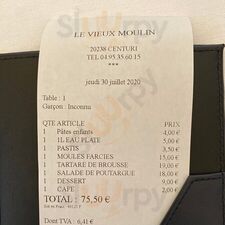 LE VIEUX MOULIN
20238 CENTURI
TEL 04.95.35.60 15
***
jeudi 30 juillet 2020
Table : 1
Garçon : Inconnu
QTE ARTICLE PRIX
1 Pâtes enfants 4,00 €
1 1L EAU PLATE 5,00 €
1 PASTIS 3,50 €
1 MOULES FARCIES 15,00 €
1 TARTARE DE BROUSSE 19,00 €
1 SALADE DE POUTARGUE 18,00 €
1 DESSERT 9,00 €
1 CAFE 2,00 €
TOTAL : 75,50 €
Dont TVA : 6,41 €